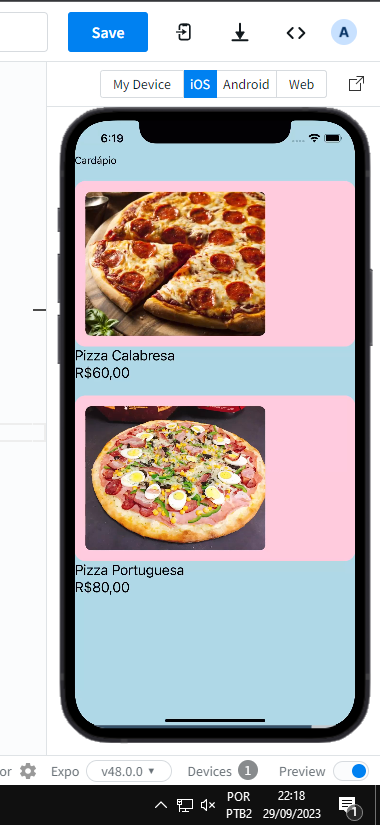 Save
A
My Device
iOS
Android
Web
6:19
Cardápio
Pizza Calabresa
R$60,00
Pizza Portuguesa
R$80,00
or
Expo
v48.0.0
Devices
1
Preview
POR
PTB2
22:18
29/09/2023
1